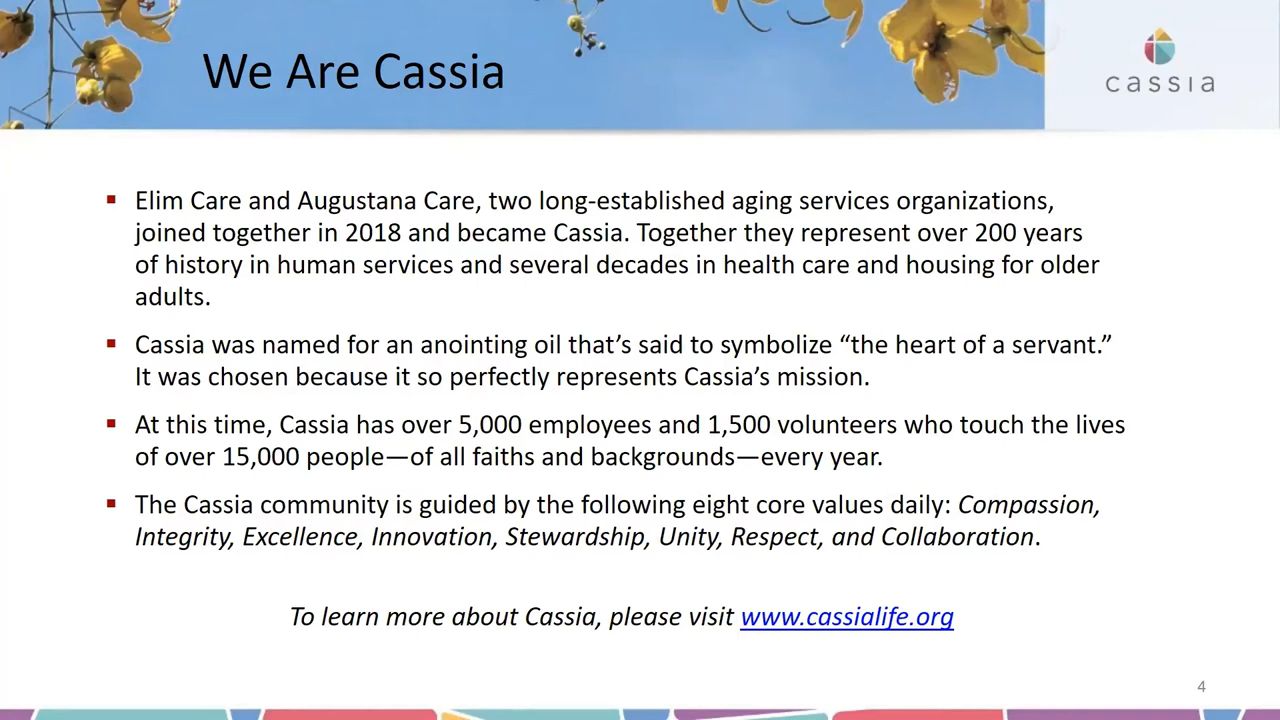 We Are Cassia
cassia
Elim Care and Augustana Care, two long-established aging services organizations,
joined together in 2018 and became Cassia. Together they represent over 200 years
of history in human services and several decades in health care and housing for older
adults.
Cassia was named for an anointing oil that’s said to symbolize “the heart of a servant.”
It was chosen because it so perfectly represents Cassia’s mission.
At this time, Cassia has over 5,000 employees and 1,500 volunteers who touch the lives
of over 15,000 people—of all faiths and backgrounds—every year.
The Cassia community is guided by the following eight core values daily: Compassion,
Integrity, Excellence, Innovation, Stewardship, Unity, Respect, and Collaboration.
To learn more about Cassia, please visit www.cassialife.org
4